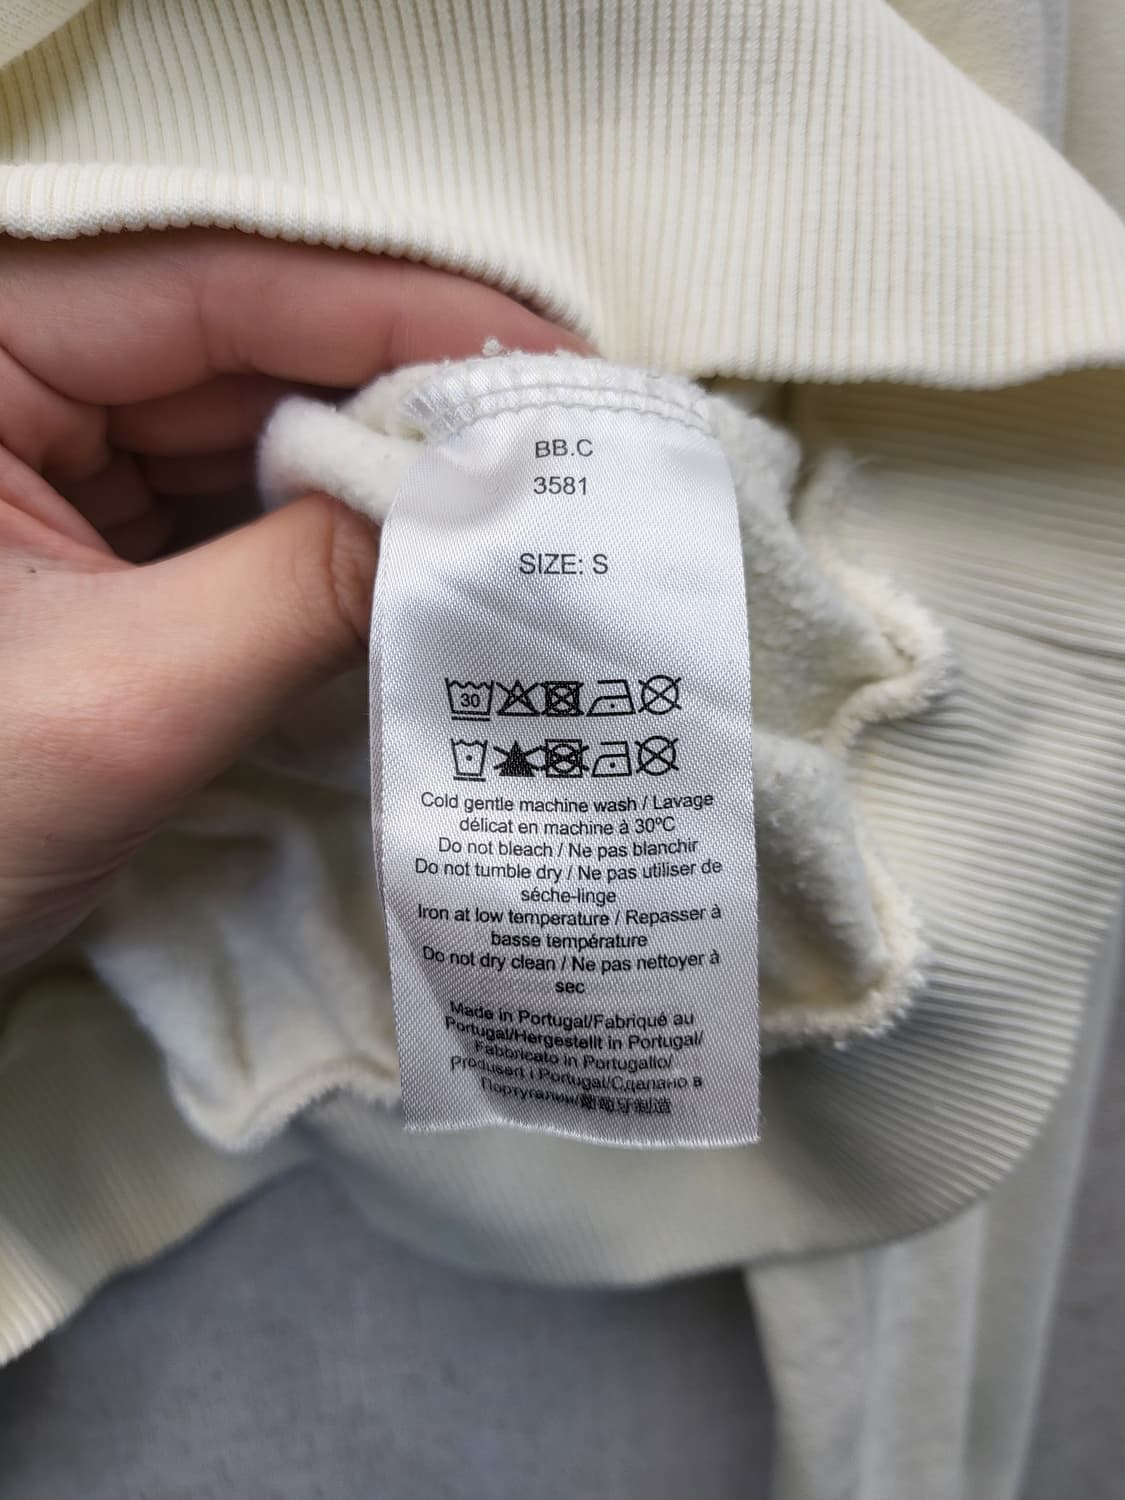 BB.C
3581
SIZE: S
30
Cold gentle machine wash / Lavage
délicat en machine à 30°C
Do not bleach / Ne pas blanchir
Do not tumble dry / Ne pas utiliser de
séche-linge
Iron at low temperature / Repasser à
basse température
Do not dry clean / Ne pas nettoyer à
sec
Made in Portugal/Fabriqué au
Portugal/Hergestellt in Portugal/
Fabbricato in Portugallo/
Produsert i Portugal/Сделано в
Португалии/葡萄牙制造